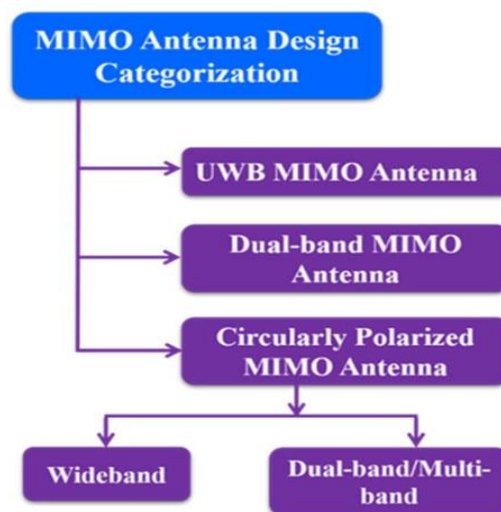 MIMO Antenna Design
Categorization
UWB MIMO Antenna
Dual-band MIMO
Antenna
Circularly Polarized
MIMO Antenna
Wideband
Dual-band/Multi-
band